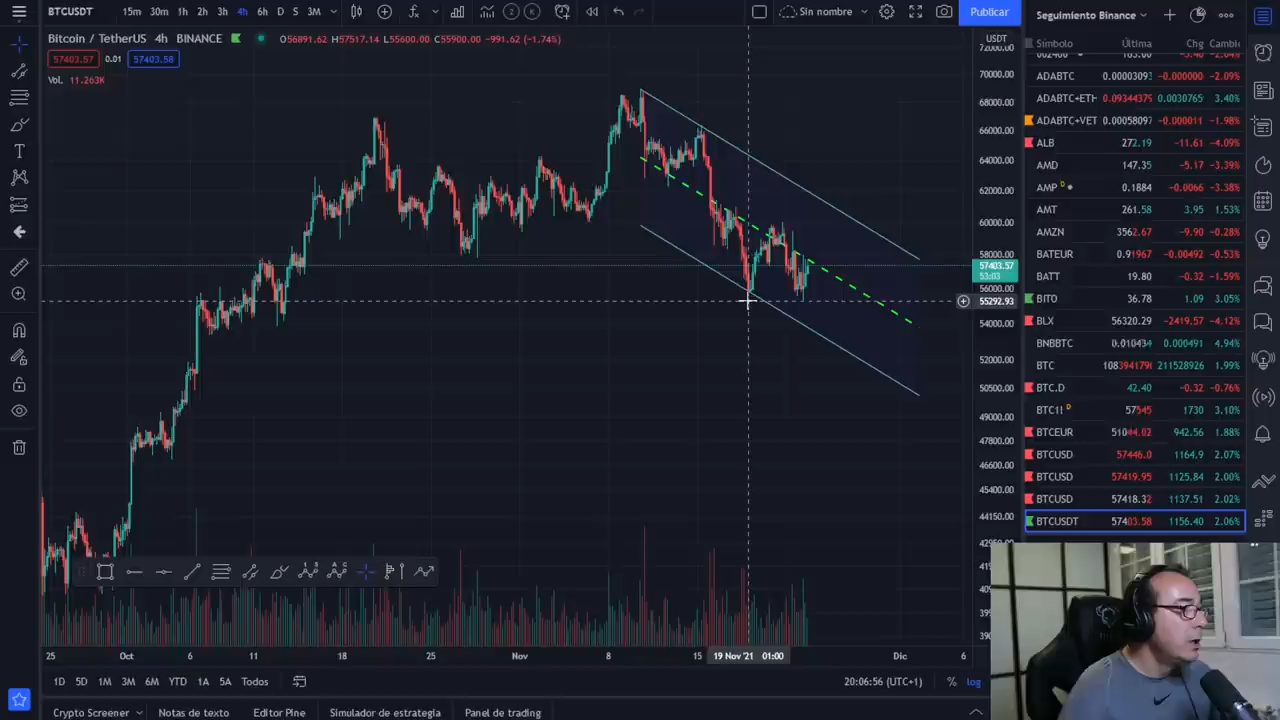 BTCUSDT 15m 30m 1h 2h 3h 4h 6h D S 3M Sin nombre Publicar
Bitcoin / TetherUS 4h BINANCE O56891.62 H57517.14 L55600.00 C55900.00 -991.62 (-1.74%)
57403.57 0.01 57403.58
Vol. 11.263K
USDT
72000.00
70000.00
68000.00
66000.00
64000.00
62000.00
60000.00
58000.00
57403.57
53:03
56000.00
55292.93
54000.00
52000.00
50500.00
49000.00
47800.00
46600.00
45400.00
44150.00
25 Oct 6 11 18 25 Nov 8 15 19 Nov '21 01:00 Dic 6
1D 5D 1M 3M 6M YTD 1A 5A Todos 20:06:56 (UTC+1) % log
Crypto Screener Notas de texto Editor Pine Simulador de estrategia Panel de trading
Seguimiento Binance
Símbolo Última Chg Cambi
ADABTC 0.0000309 -0.000000 -2.09%
ADABTC+ETH 0.0934437 0.0030765 3.40%
ADABTC+VET 0.0005809 -0.000011 -1.98%
ALB 272.19 -11.61 -4.09%
AMD 147.35 -5.17 -3.39%
AMP D 0.1884 -0.0066 -3.38%
AMT 261.58 3.95 1.53%
AMZN 3562.67 -9.90 -0.28%
BATEUR 0.91967 -0.00492 -0.53%
BATT 19.80 -0.32 -1.59%
BITO 36.78 1.09 3.05%
BLX 56320.29 -2419.57 -4.12%
BNBBTC 0.010434 0.000491 4.94%
BTC 211528926 1.99%
BTC.D 42.40 -0.32 -0.76%
BTC1! D 57545 1730 3.10%
BTCEUR 51044.02 942.56 1.88%
BTCUSD 57446.0 1164.9 2.07%
BTCUSD 57419.95 1125.84 2.00%
BTCUSD 57418.32 1137.51 2.02%
BTCUSDT 57403.58 1156.40 2.06%